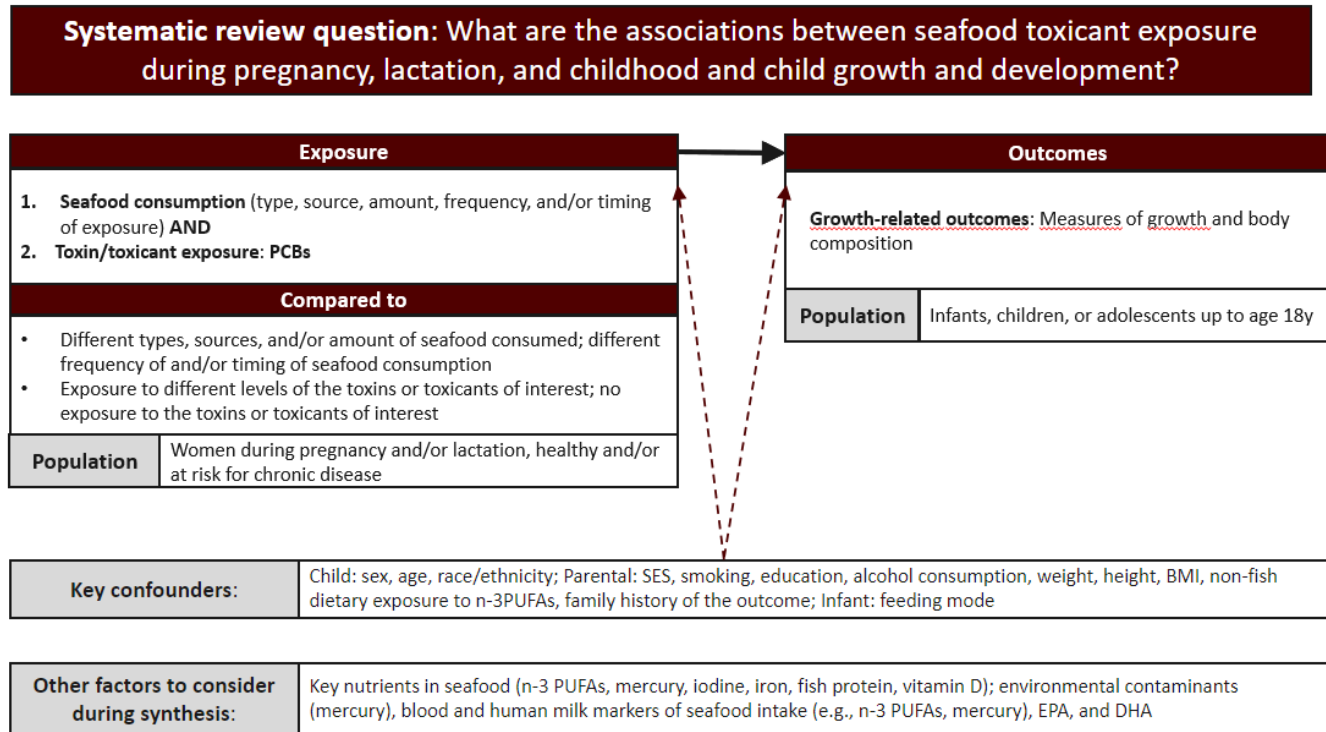 Systematic review question: What are the associations between seafood toxicant exposure
during pregnancy, lactation, and childhood and child growth and development?
Exposure
1. Seafood consumption (type, source, amount, frequency, and/or timing
of exposure) AND
2. Toxin/toxicant exposure: PCBs
Compared to
• Different types, sources, and/or amount of seafood consumed; different
frequency of and/or timing of seafood consumption
• Exposure to different levels of the toxins or toxicants of interest; no
exposure to the toxins or toxicants of interest
Population
Women during pregnancy and/or lactation, healthy and/or
at risk for chronic disease
Outcomes
Growth-related outcomes: Measures of growth and body
composition
Population
Infants, children, or adolescents up to age 18y
Key confounders:
Child: sex, age, race/ethnicity; Parental: SES, smoking, education, alcohol consumption, weight, height, BMI, non-fish
dietary exposure to n-3PUFAs, family history of the outcome; Infant: feeding mode
Other factors to consider
during synthesis:
Key nutrients in seafood (n-3 PUFAs, mercury, iodine, iron, fish protein, vitamin D); environmental contaminants
(mercury), blood and human milk markers of seafood intake (e.g., n-3 PUFAs, mercury), EPA, and DHA